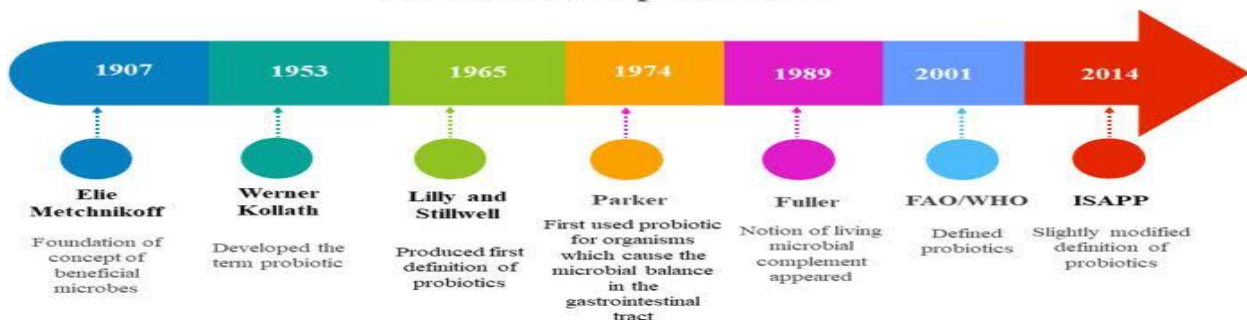 1907
1953
1965
1974
1989
2001
2014
Elie
Metchnikoff
Foundation of
concept of
beneficial
microbes
Werner
Kollath
Developed the
term probiotic
Lilly and
Stillwell
Produced first
definition of
probiotics
Parker
First used probiotic
for organisms
which cause the
microbial balance
in the
gastrointestinal
tract
Fuller
Notion of living
microbial
complement
appeared
FAO/WHO
Defined
probiotics
ISAPP
Slightly modified
definition of
probiotics